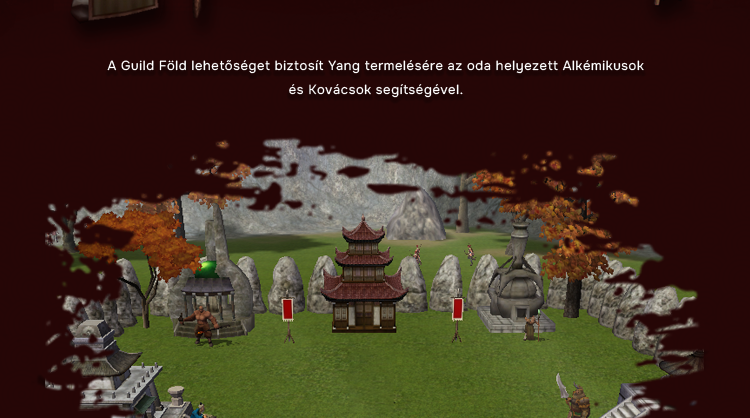 A Guild Föld lehetőséget biztosít Yang termelésére az oda helyezett Alkémikusok
és Kovácsok segítségével.